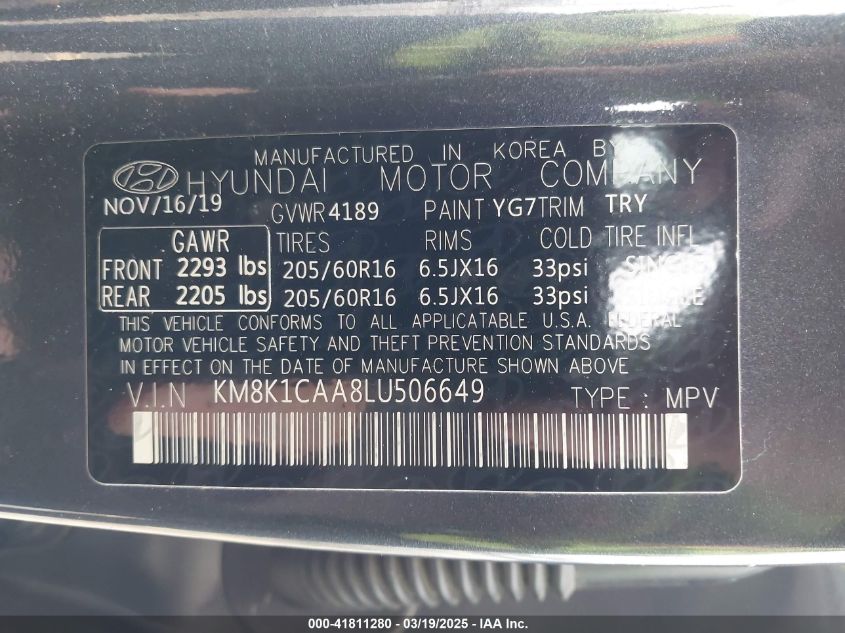 MANUFACTURED IN KOREA BY
HYUNDAI MOTOR COMPANY
NOV/16/19 GVWR 4189 PAINT YG7 TRIM TRY
GAWR TIRES RIMS COLD TIRE INFL
FRONT 2293 lbs 205/60R16 6.5JX16 33psi SINGLE
REAR 2205 lbs 205/60R16 6.5JX16 33psi SINGLE
THIS VEHICLE CONFORMS TO ALL APPLICATABLE U.S.A. FEDERAL
MOTOR VEHICLE SAFETY AND THEFT PREVENTION STANDARDS
IN EFFECT ON THE DATE OF MANUFACTURE SHOWN ABOVE
V.I.N KM8K1CAA8LU506649 TYPE : MPV
000-41811280 - 03/19/2025 - IAA Inc.